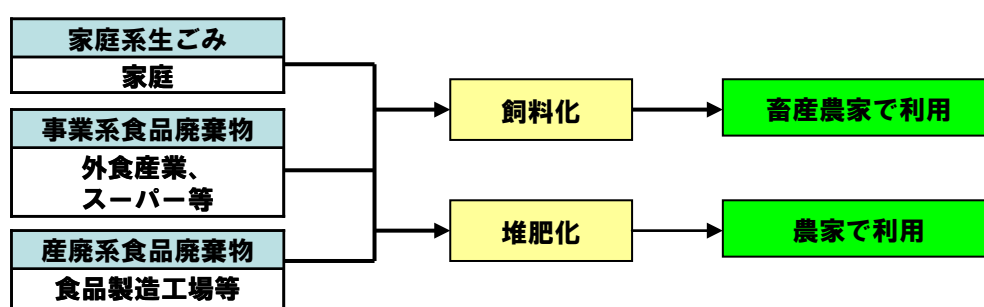 家庭系生ごみ
家庭
事業系食品廃棄物
外食産業、
スーパー等
産廃系食品廃棄物
食品製造工場等
飼料化
堆肥化
畜産農家で利用
農家で利用